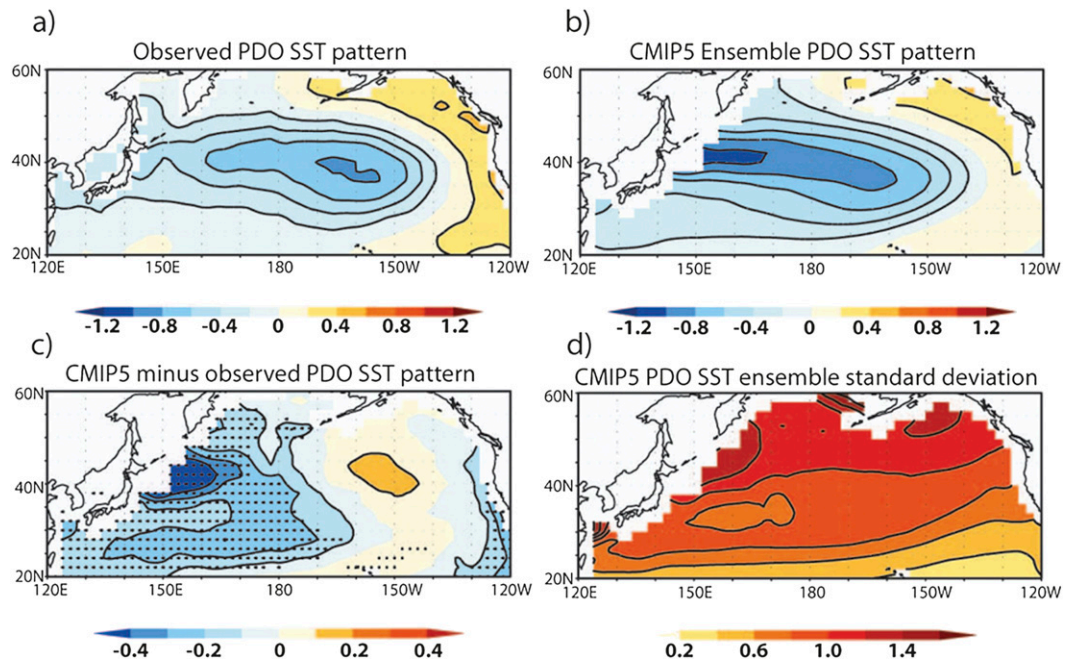 a)
Observed PDO SST pattern
60N
40N
20N
120E 150E 180 150W 120W
-1.2 -0.8 -0.4 0 0.4 0.8 1.2
b)
CMIP5 Ensemble PDO SST pattern
60N
40N
20N
120E 150E 180 150W 120W
-1.2 -0.8 -0.4 0 0.4 0.8 1.2
c)
CMIP5 minus observed PDO SST pattern
60N
40N
20N
120E 150E 180 150W 120W
-0.4 -0.2 0 0.2 0.4
d)
CMIP5 PDO SST ensemble standard deviation
60N
40N
20N
120E 150E 180 150W 120W
0.2 0.6 1.0 1.4